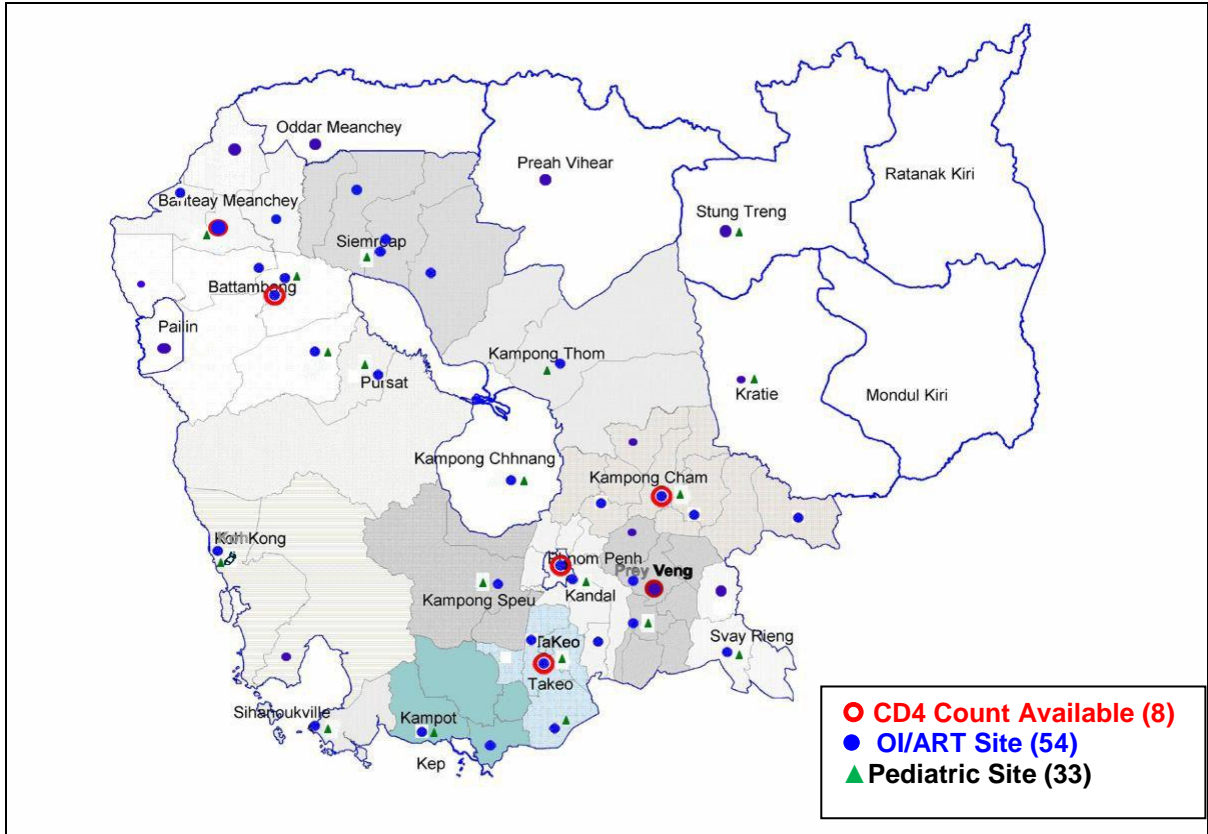 Oddar Meanchey
Preah Vihear
Ratanak Kiri
Banteay Meanchey
Stung Treng
Siemreap
Battambang
Pailin
Kampong Thom
Pursat
Kratie
Mondul Kiri
Kampong Chhnang
Kampong Cham
Koh Kong
Phnom Penh
Prey Veng
Kampong Speu
Kandal
TaKeo
Svay Rieng
Takeo
Sihanoukville
Kampot
Kep
CD4 Count Available (8)
OI/ART Site (54)
Pediatric Site (33)